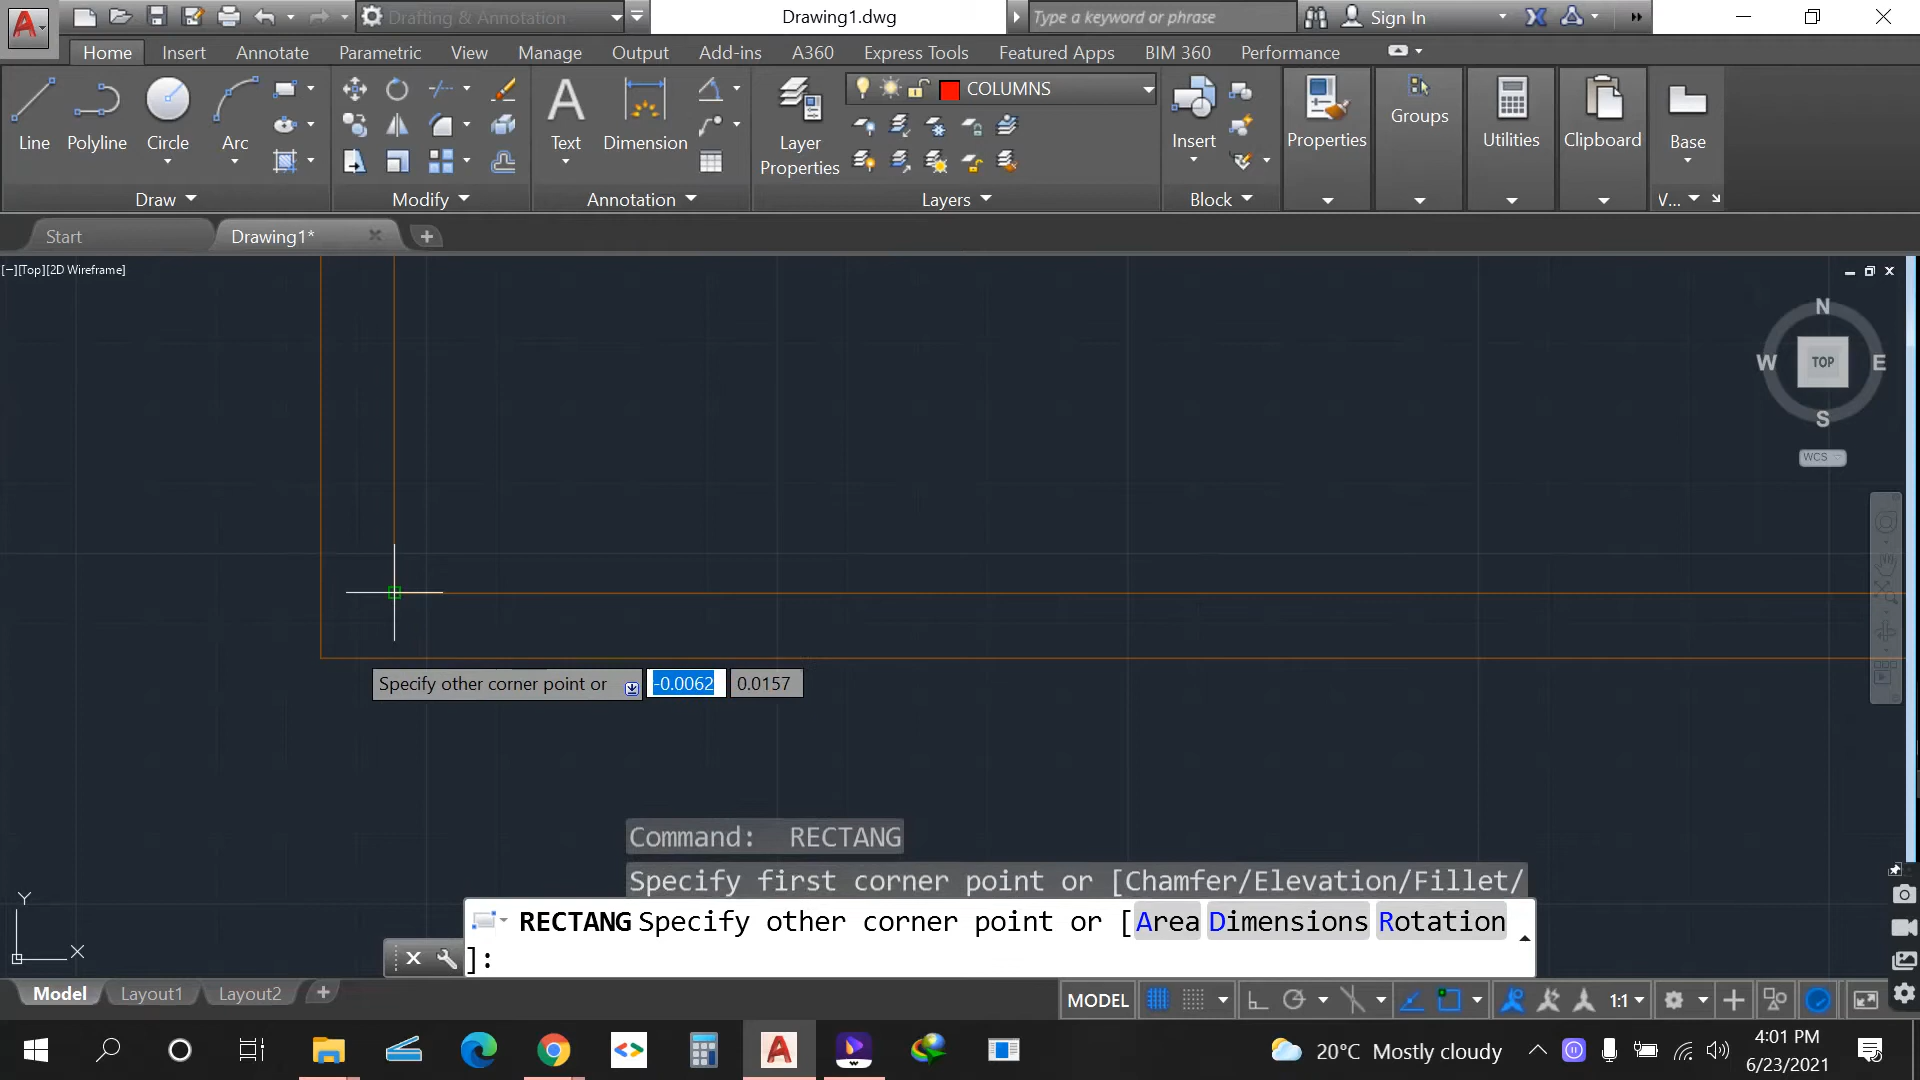 Drafting & Annotation
Drawing1.dwg
Type a keyword or phrase
Sign In
Home
Insert
Annotate
Parametric
View
Manage
Output
Add-ins
A360
Express Tools
Featured Apps
BIM 360
Performance
COLUMNS
Line
Polyline
Circle
Arc
Text
Dimension
Layer
Properties
Insert
Properties
Groups
Utilities
Clipboard
Base
Draw
Modify
Annotation
Layers
Block
V...
Start
Drawing1*
[−][Top][2D Wireframe]
N
W
TOP
E
S
WCS
Specify other corner point or
-0.0062
0.0157
Command:  RECTANG
Specify first corner point or [Chamfer/Elevation/Fillet/
RECTANG Specify other corner point or [Area Dimensions Rotation
]:
Y
X
Model
Layout1
Layout2
MODEL
1:1
20°C  Mostly cloudy
4:01 PM
6/23/2021